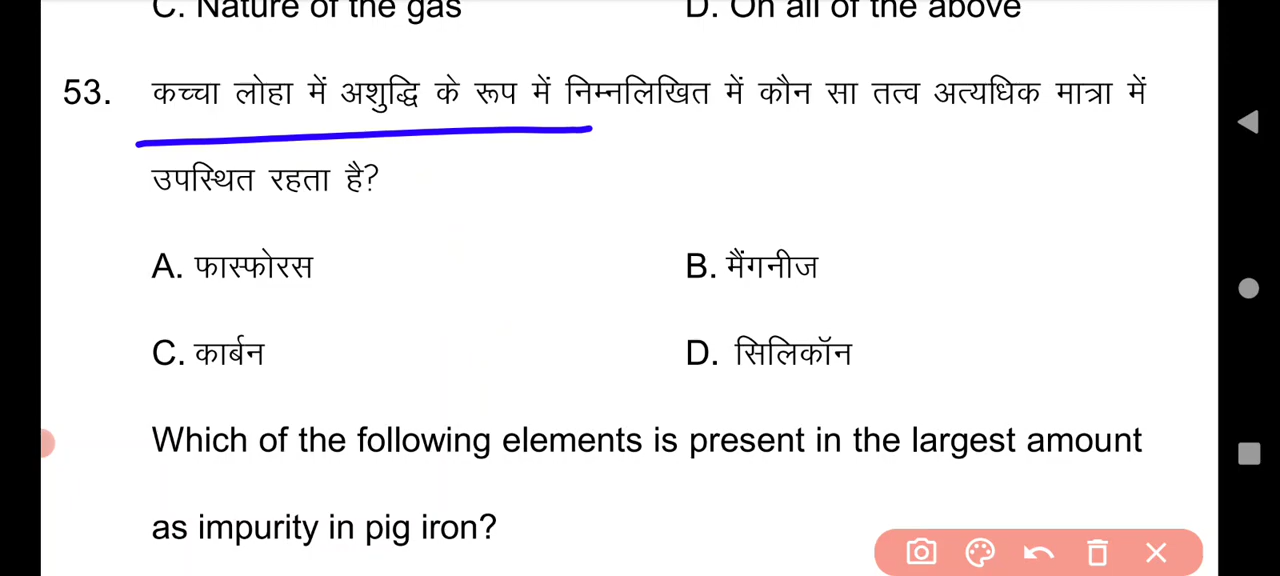 C. Nature of the gas D. On all of the above
53. कच्चा लोहा में अशुद्धि के रूप में निम्नलिखित में कौन सा तत्व अत्यधिक मात्रा में
उपस्थित रहता है?
A. फास्फोरस B. मैंगनीज
C. कार्बन D. सिलिकॉन
Which of the following elements is present in the largest amount
as impurity in pig iron?